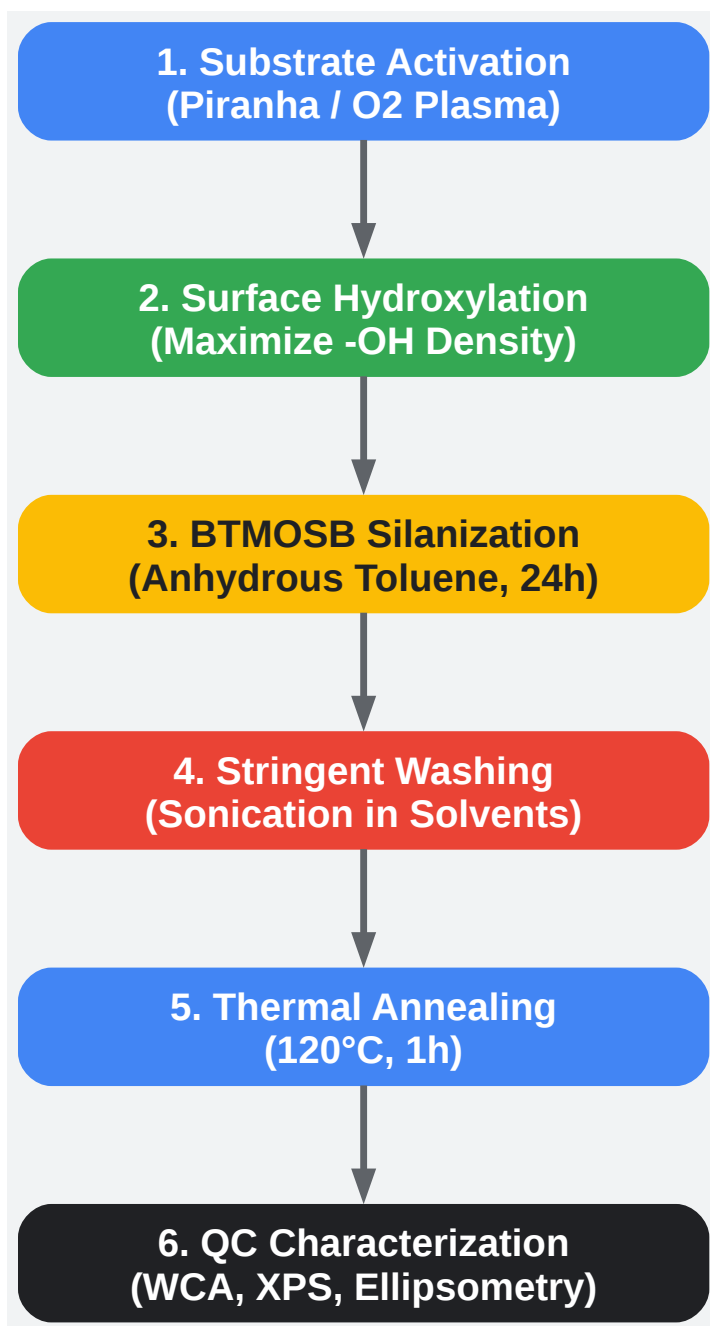 1. Substrate Activation
(Piranha / O2 Plasma)
2. Surface Hydroxylation
(Maximize -OH Density)
3. BTMOSB Silanization
(Anhydrous Toluene, 24h)
4. Stringent Washing
(Sonication in Solvents)
5. Thermal Annealing
(120°C, 1h)
6. QC Characterization
(WCA, XPS, Ellipsometry)